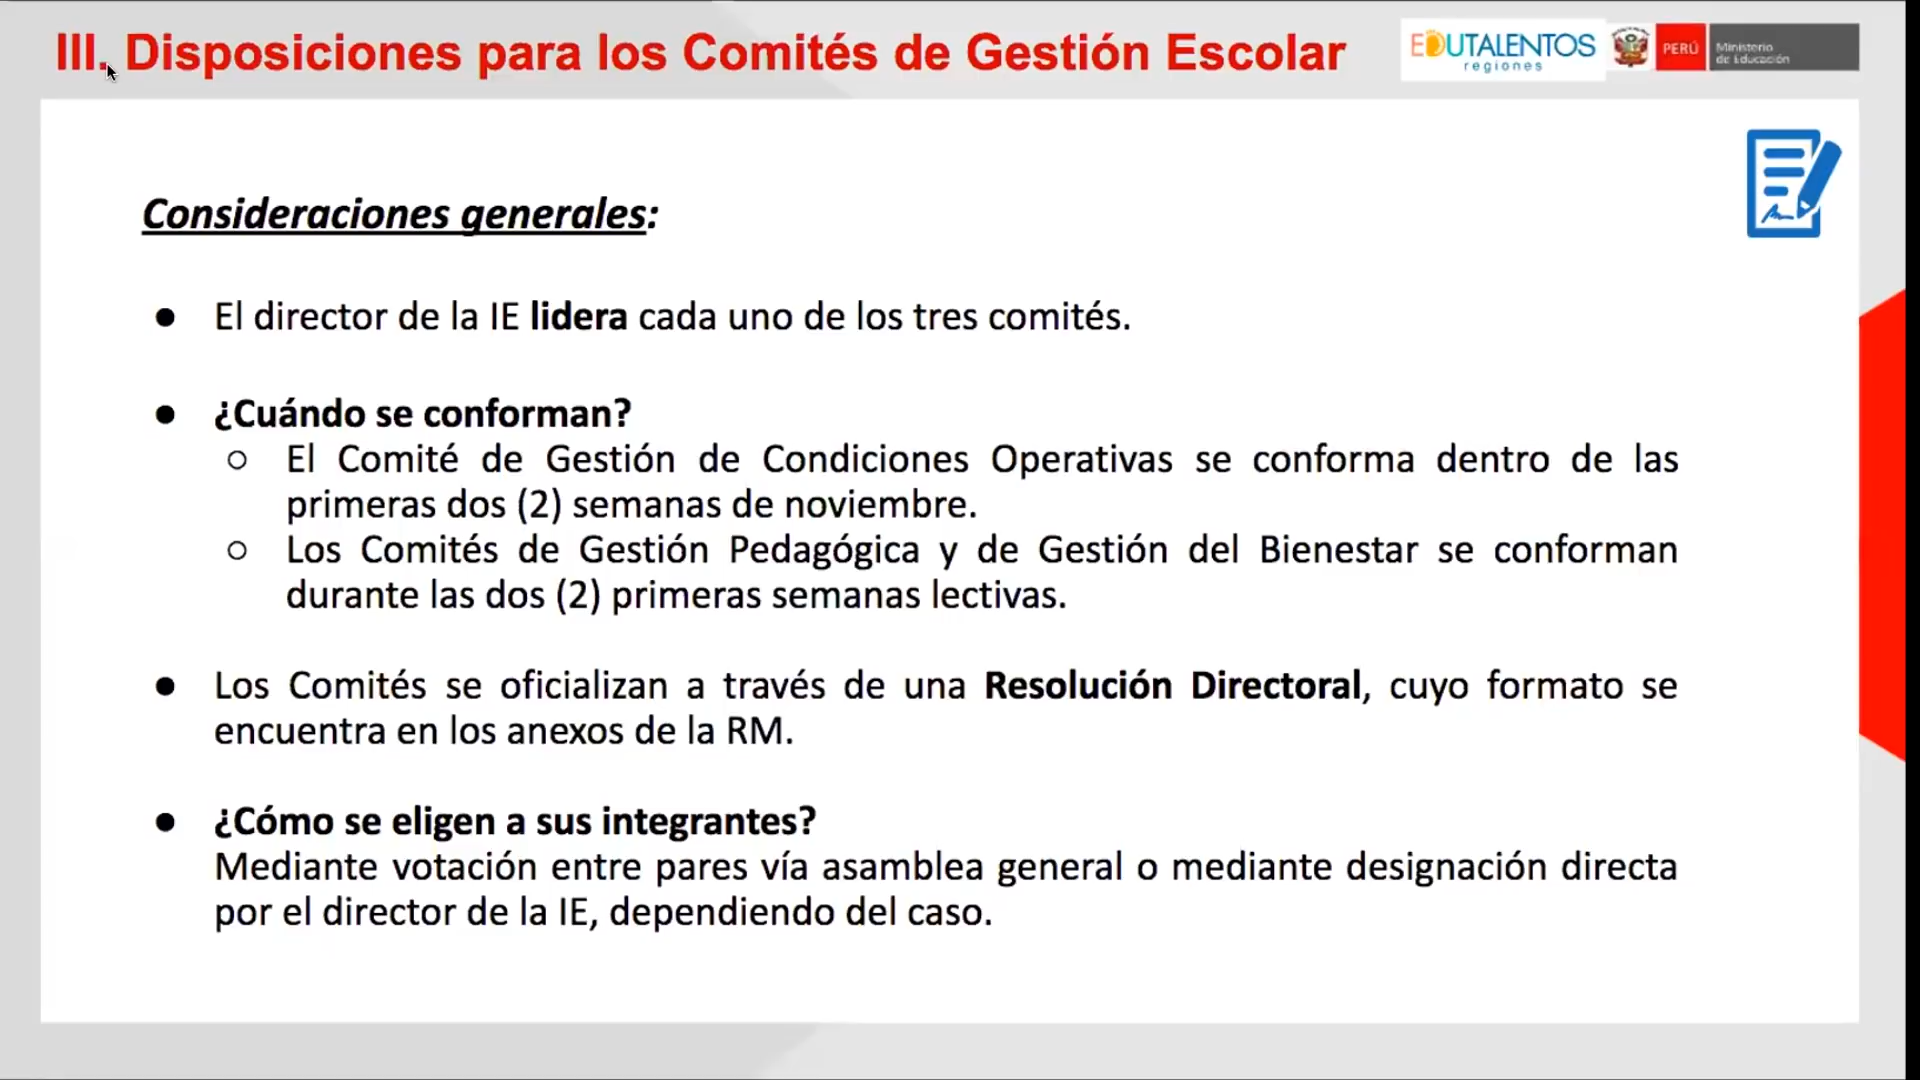 III. Disposiciones para los Comités de Gestión Escolar
EDUTALENTOS
regiones
PERÚ
Ministerio
de Educación
Consideraciones generales:
● El director de la IE lidera cada uno de los tres comités.
● ¿Cuándo se conforman?
○ El Comité de Gestión de Condiciones Operativas se conforma dentro de las
primeras dos (2) semanas de noviembre.
○ Los Comités de Gestión Pedagógica y de Gestión del Bienestar se conforman
durante las dos (2) primeras semanas lectivas.
● Los Comités se oficializan a través de una Resolución Directoral, cuyo formato se
encuentra en los anexos de la RM.
● ¿Cómo se eligen a sus integrantes?
Mediante votación entre pares vía asamblea general o mediante designación directa
por el director de la IE, dependiendo del caso.